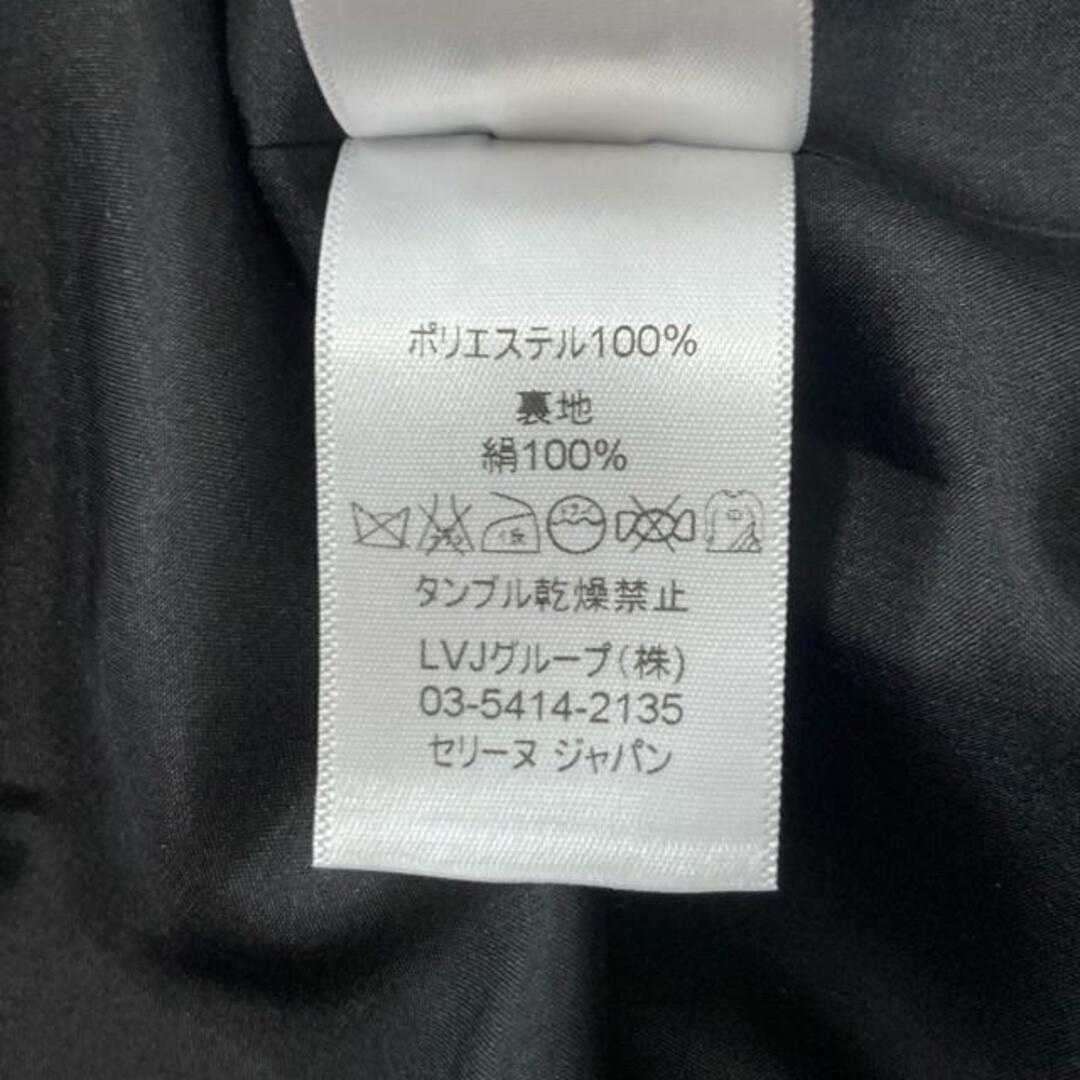 ポリエステル100%
裏地
絹100%
タンブル乾燥禁止
LVJグループ(株)
03-5414-2135
セリーヌ ジャパン